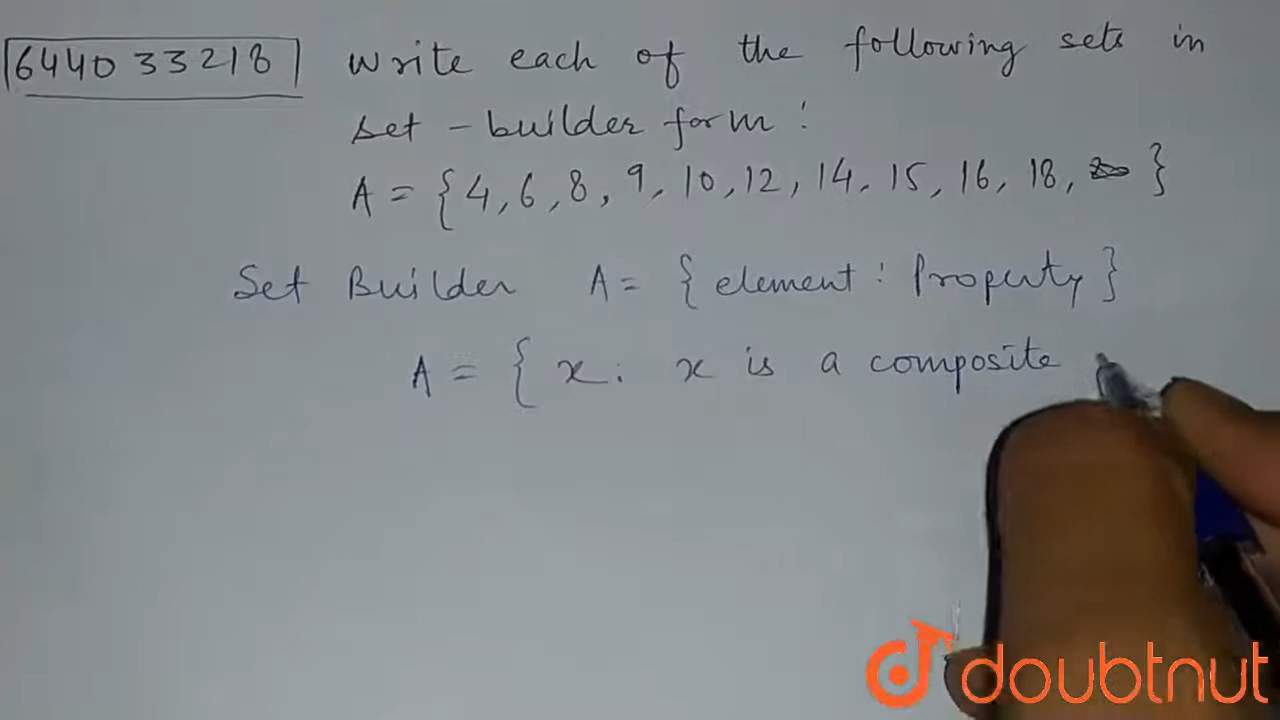 6440 33218 Write each of the following sets in
set - builder form :
A = { 4, 6, 8, 9, 10, 12, 14, 15, 16, 18, }
Set Builder A = { element : Property }
A = { x : x is a composite
doubtnut